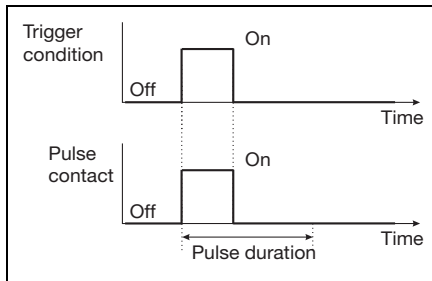 Trigger
condition
On
Off
Time
Pulse
contact
On
Off
Time
Pulse duration